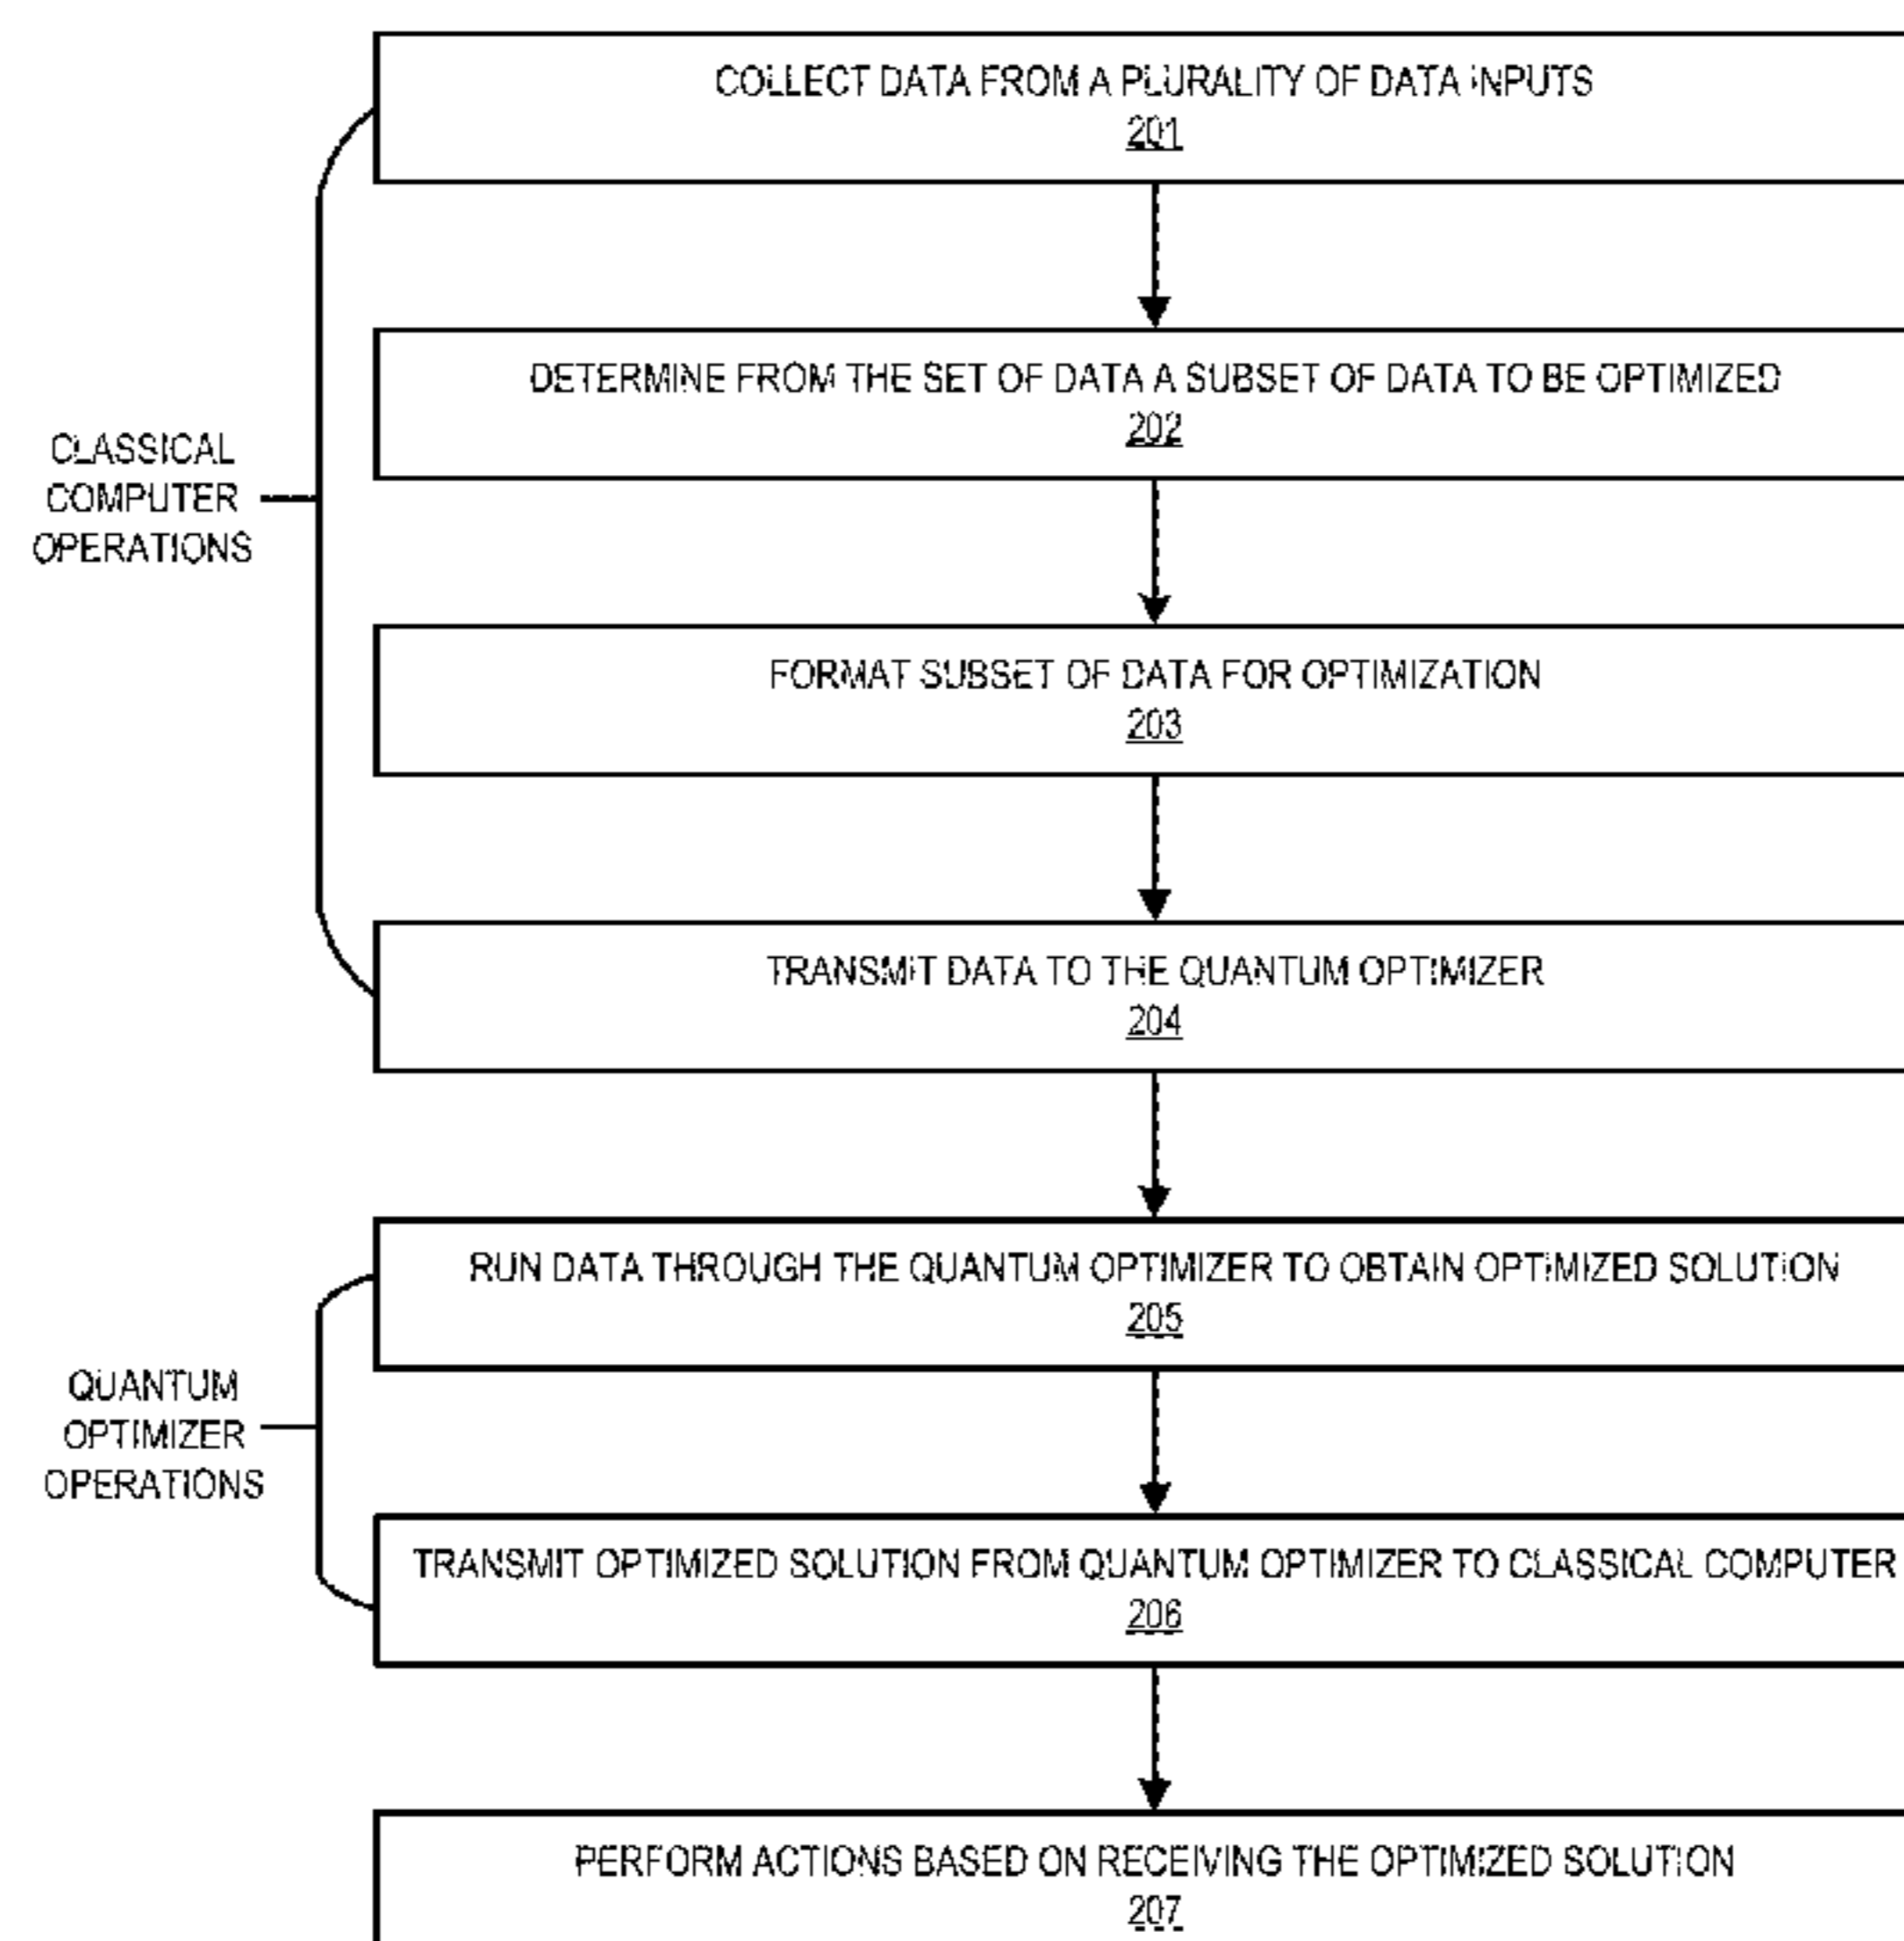 COLLECT DATA FROM A PLURALITY OF DATA INPUTS
201
DETERMINE FROM THE SET OF DATA A SUBSET OF DATA TO BE OPTIMIZED
202
CLASSICAL
COMPUTER
OPERATIONS
FORMAT SUBSET OF DATA FOR OPTIMIZATION
203
TRANSMIT DATA TO THE QUANTUM OPTIMIZER
204
RUN DATA THROUGH THE QUANTUM OPTIMIZER TO OBTAIN OPTIMIZED SOLUTION
205
QUANTUM
OPTIMIZER
OPERATIONS
TRANSMIT OPTIMIZED SOLUTION FROM QUANTUM OPTIMIZER TO CLASSICAL COMPUTER
206
PERFORM ACTIONS BASED ON RECEIVING THE OPTIMIZED SOLUTION
207